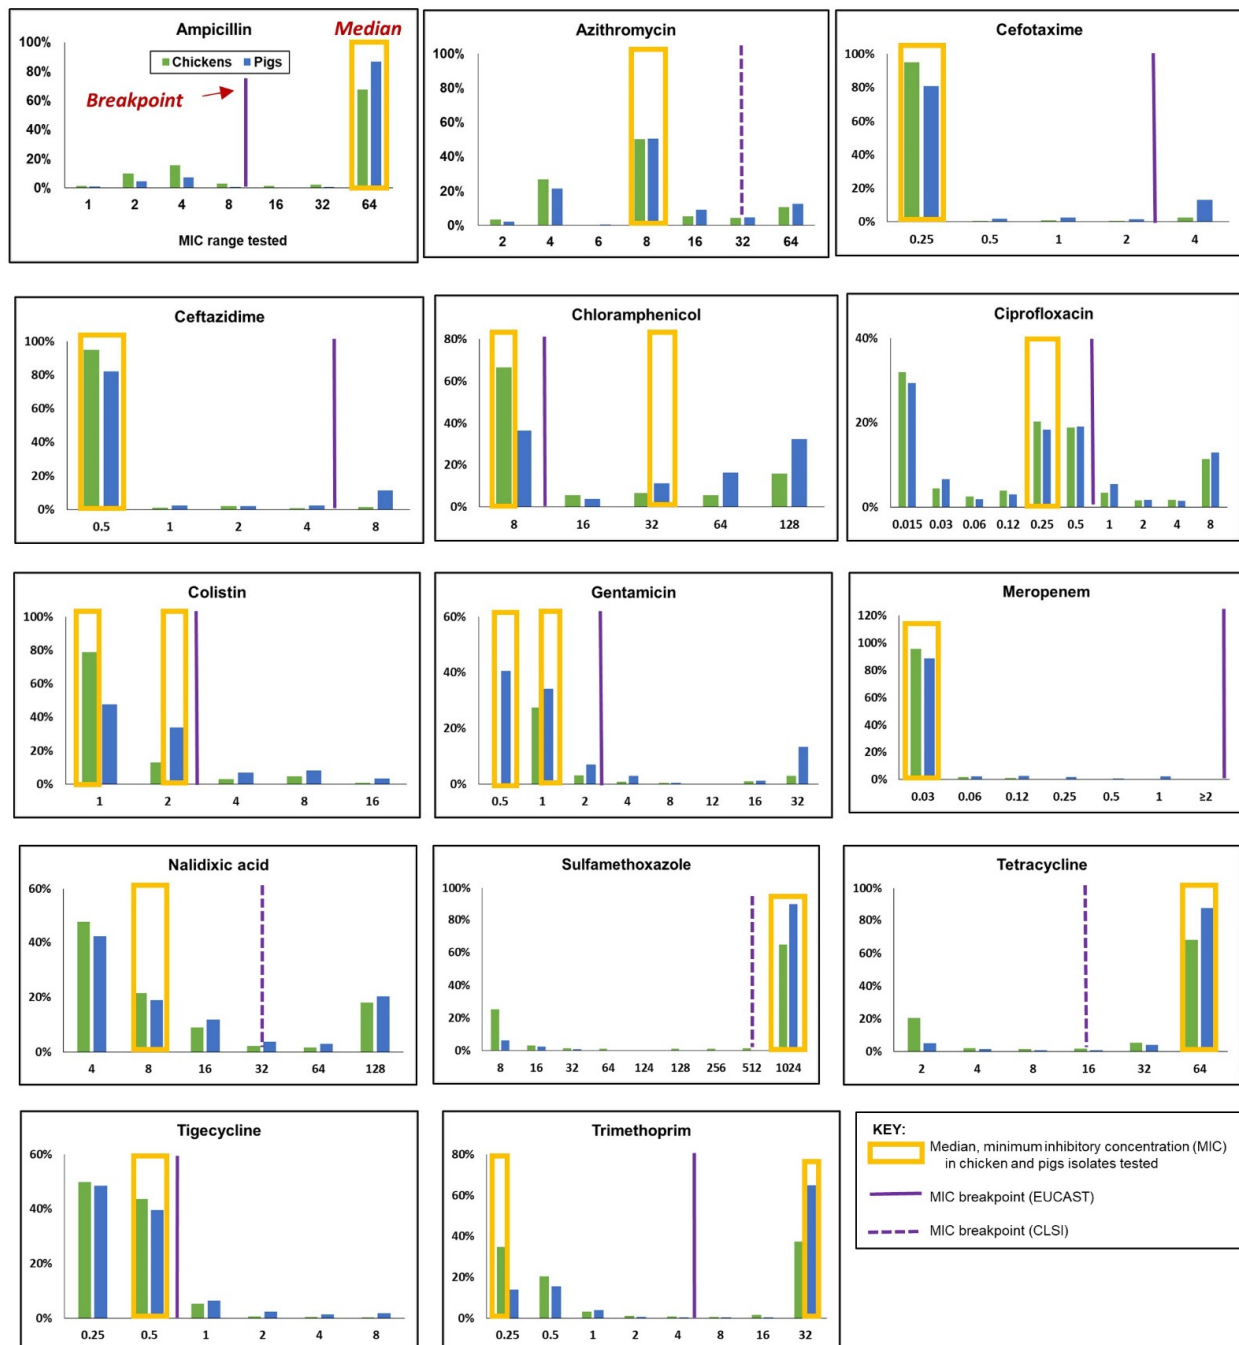 Ampicillin
Median
100%
80%
60%
40%
20%
0%
Chickens
Pigs
Breakpoint
1 2 4 8 16 32 64
MIC range tested
Azithromycin
100%
80%
60%
40%
20%
0%
2 4 6 8 16 32 64
Cefotaxime
100%
80%
60%
40%
20%
0%
0.25 0.5 1 2 4
Ceftazidime
100%
80%
60%
40%
20%
0%
0.5 1 2 4 8
Chloramphenicol
80%
60%
40%
20%
0%
8 16 32 64 128
Ciprofloxacin
40%
20%
0%
0.015 0.03 0.06 0.12 0.25 0.5 1 2 4 8
Colistin
100%
80%
60%
40%
20%
0%
1 2 4 8 16
Gentamicin
60%
40%
20%
0%
0.5 1 2 4 8 12 16 32
Meropenem
120%
100%
80%
60%
40%
20%
0%
0.03 0.06 0.12 0.25 0.5 1 ≥2
Nalidixic acid
60%
40%
20%
0%
4 8 16 32 64 128
Sulfamethoxazole
100%
80%
60%
40%
20%
0%
8 16 32 64 124 128 256 512 1024
Tetracycline
100%
80%
60%
40%
20%
0%
2 4 8 16 32 64
Tigecycline
60%
40%
20%
0%
0.25 0.5 1 2 4 8
Trimethoprim
80%
60%
40%
20%
0%
0.25 0.5 1 2 4 8 16 32
KEY:
Median, minimum inhibitory concentration (MIC)
in chicken and pigs isolates tested
MIC breakpoint (EUCAST)
MIC breakpoint (CLSI)